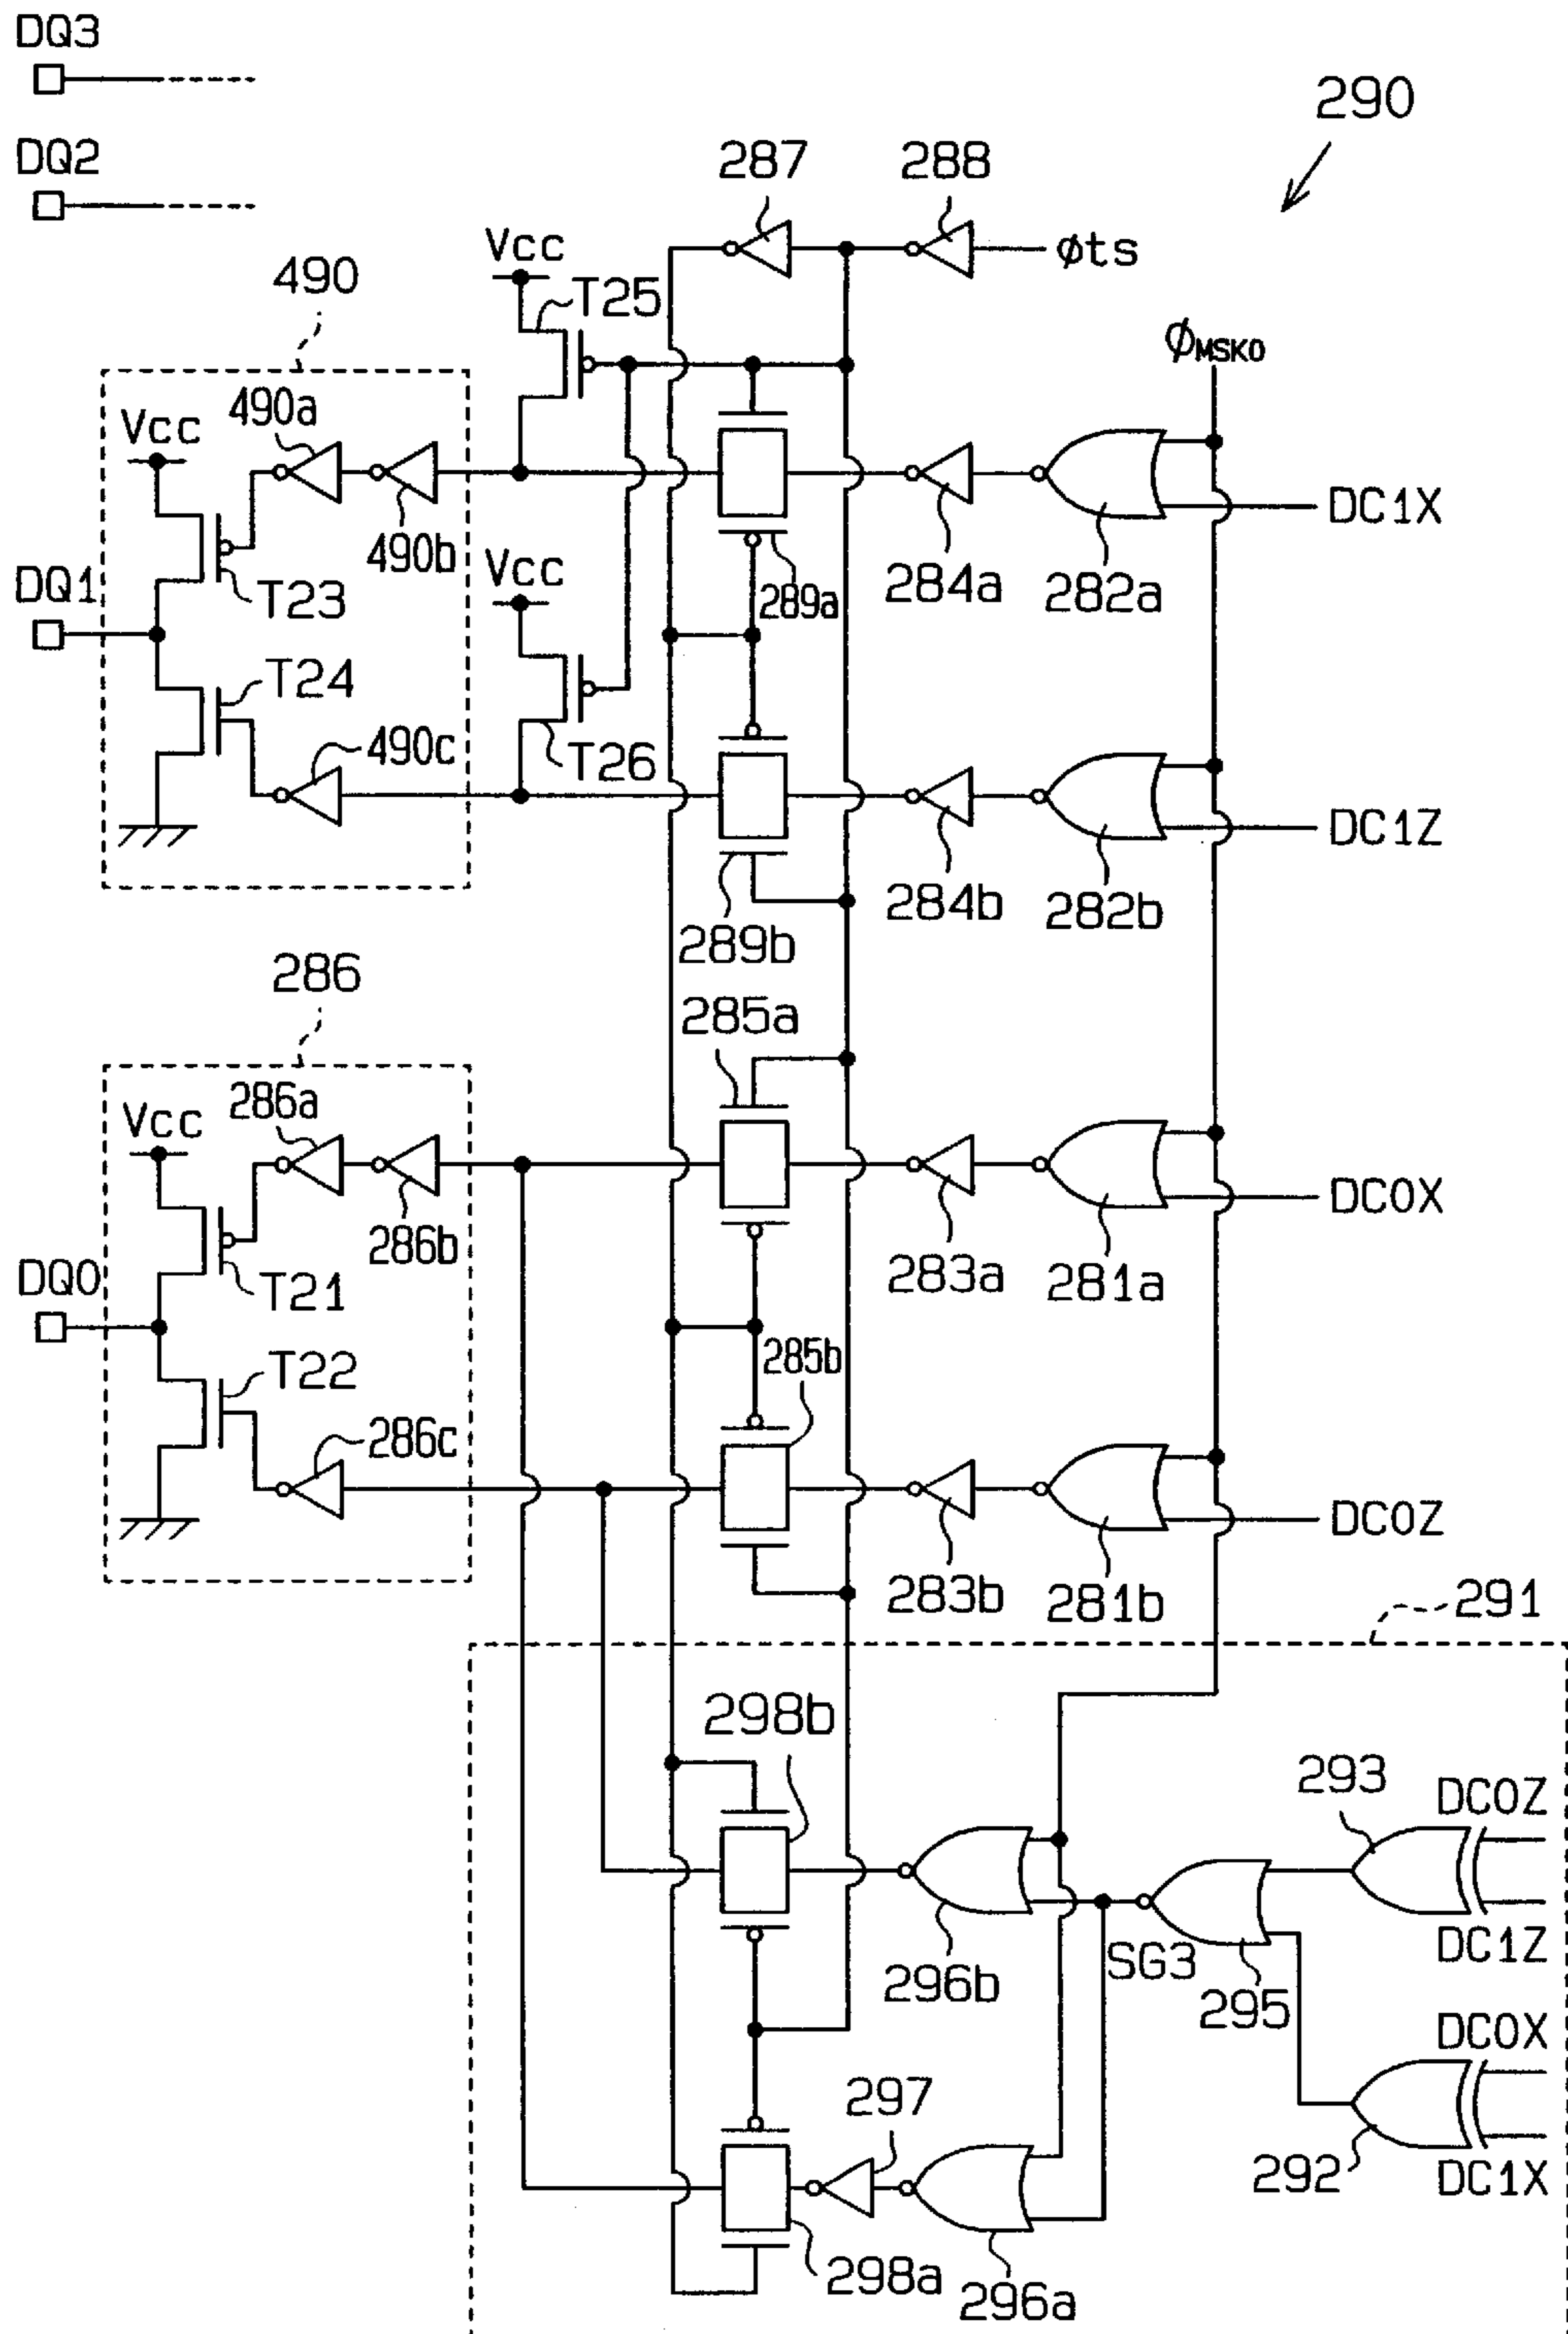 DQ3
290
DQ2
287
288
Vcc
φts
490
T25
φMSK0
490a
Vcc
490b
DC1X
Vcc
DQ1
T23
289a
284a
282a
T24
490c
T26
DC1Z
284b
282b
289b
286
285a
286a
Vcc
286b
DC0X
DQ0
T21
283a
281a
285b
T22
286c
DC0Z
283b
281b
291
298b
293
DC0Z
296b
SG3
DC1Z
295
DC0X
297
292
DC1X
298a
296a